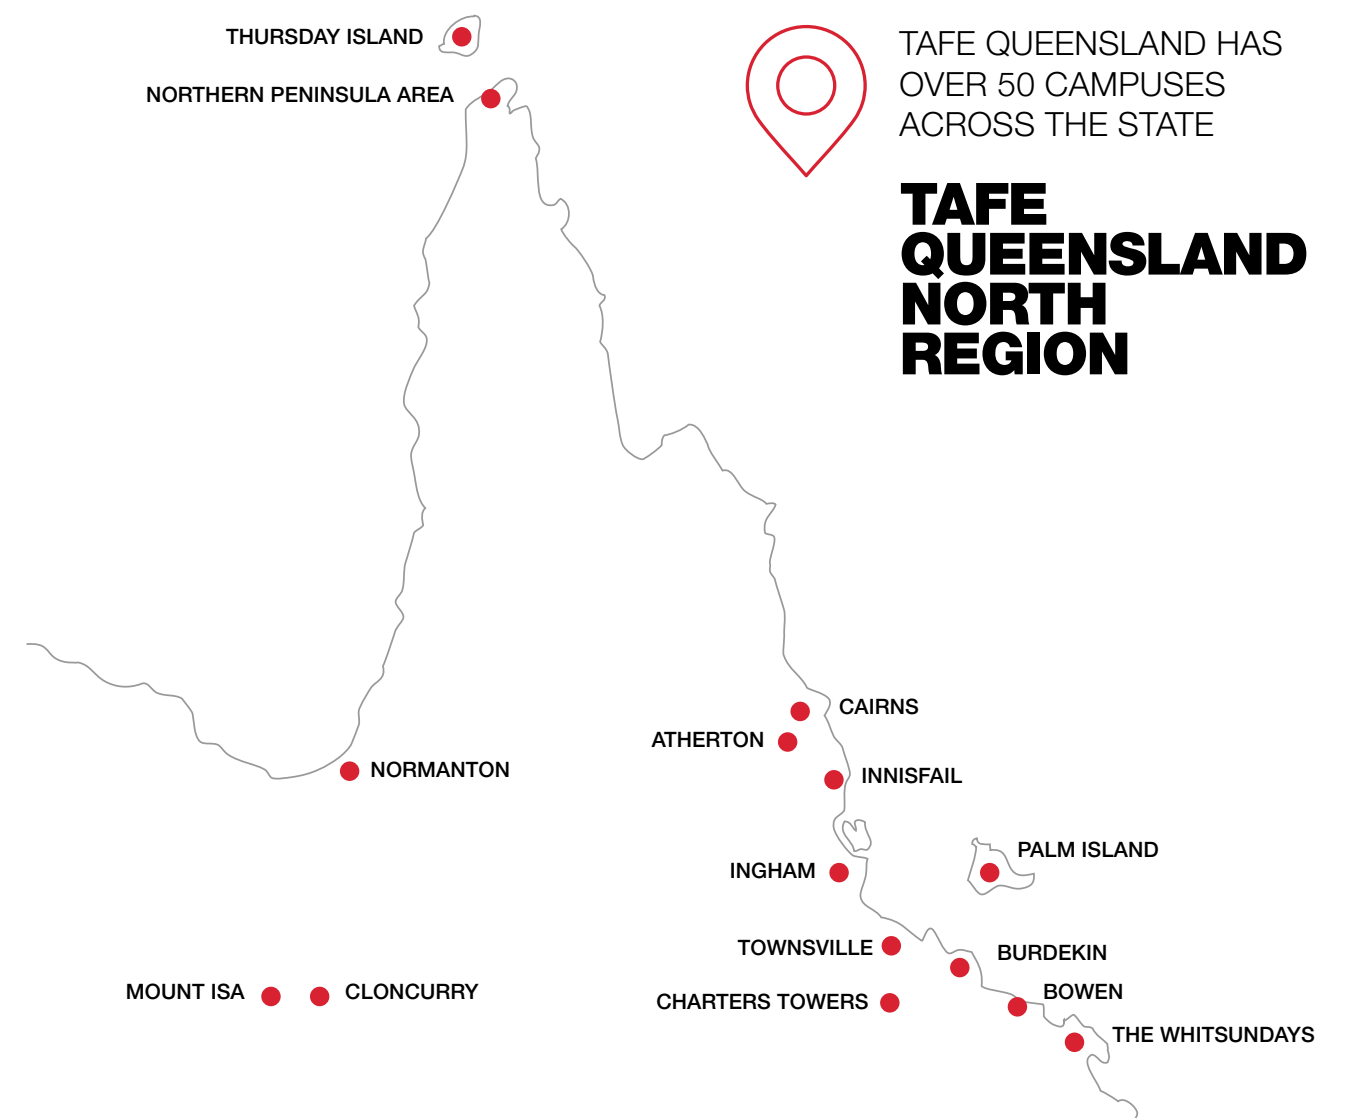 THURSDAY ISLAND
NORTHERN PENINSULA AREA
TAFE QUEENSLAND HAS
OVER 50 CAMPUSES
ACROSS THE STATE
TAFE
QUEENSLAND
NORTH
REGION
CAIRNS
ATHERTON
NORMANTON
INNISFAIL
PALM ISLAND
INGHAM
TOWNSVILLE
BURDEKIN
MOUNT ISA
CLONCURRY
CHARTERS TOWERS
BOWEN
THE WHITSUNDAYS